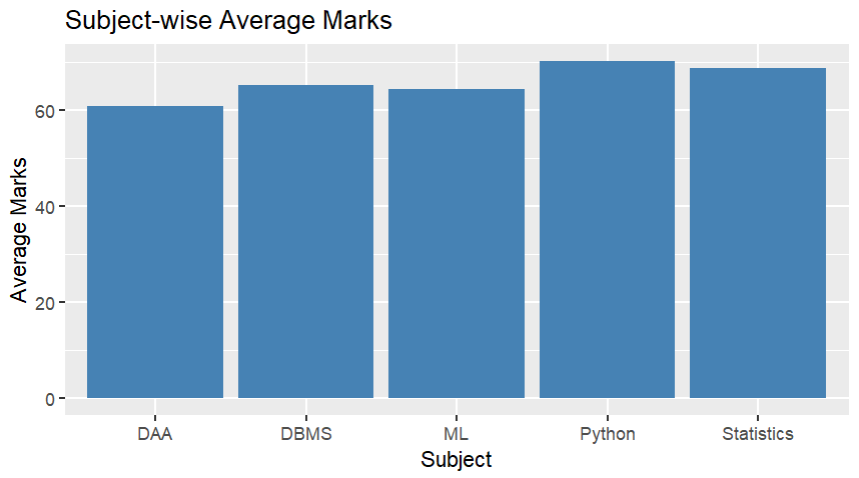 Subject-wise Average Marks
Average Marks
60
40
20
0
DAA DBMS ML Python Statistics
Subject